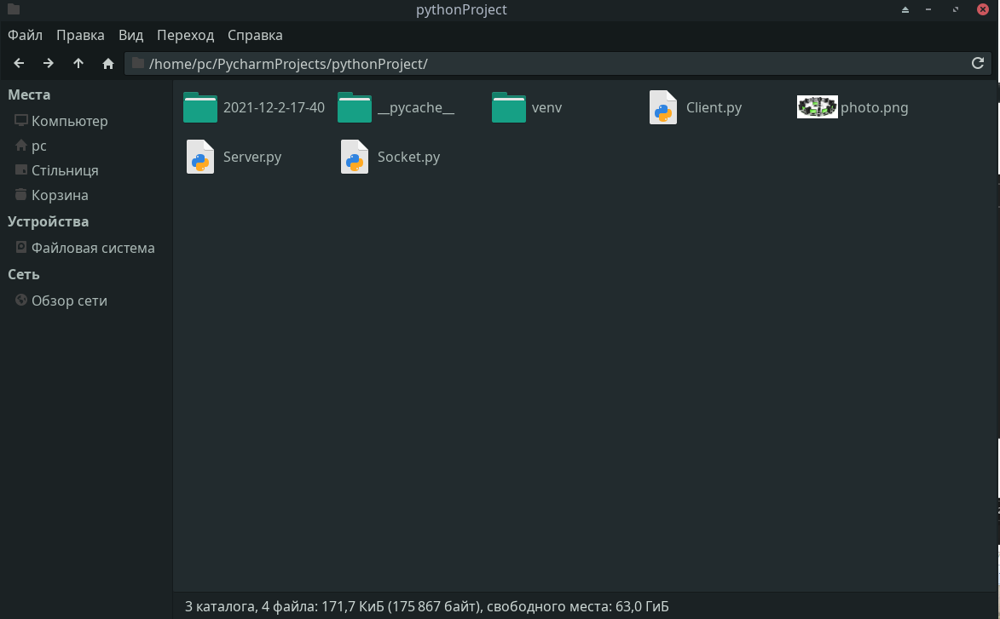 pythonProject
Файл Правка Вид Переход Справка
/home/pc/PycharmProjects/pythonProject/
Места
Компьютер
pc
Стільниця
Корзина
Устройства
Файловая система
Сеть
Обзор сети
2021-12-2-17-40 __pycache__ venv Client.py photo.png
Server.py Socket.py
3 каталога, 4 файла: 171,7 КиБ (175 867 байт), свободного места: 63,0 ГиБ